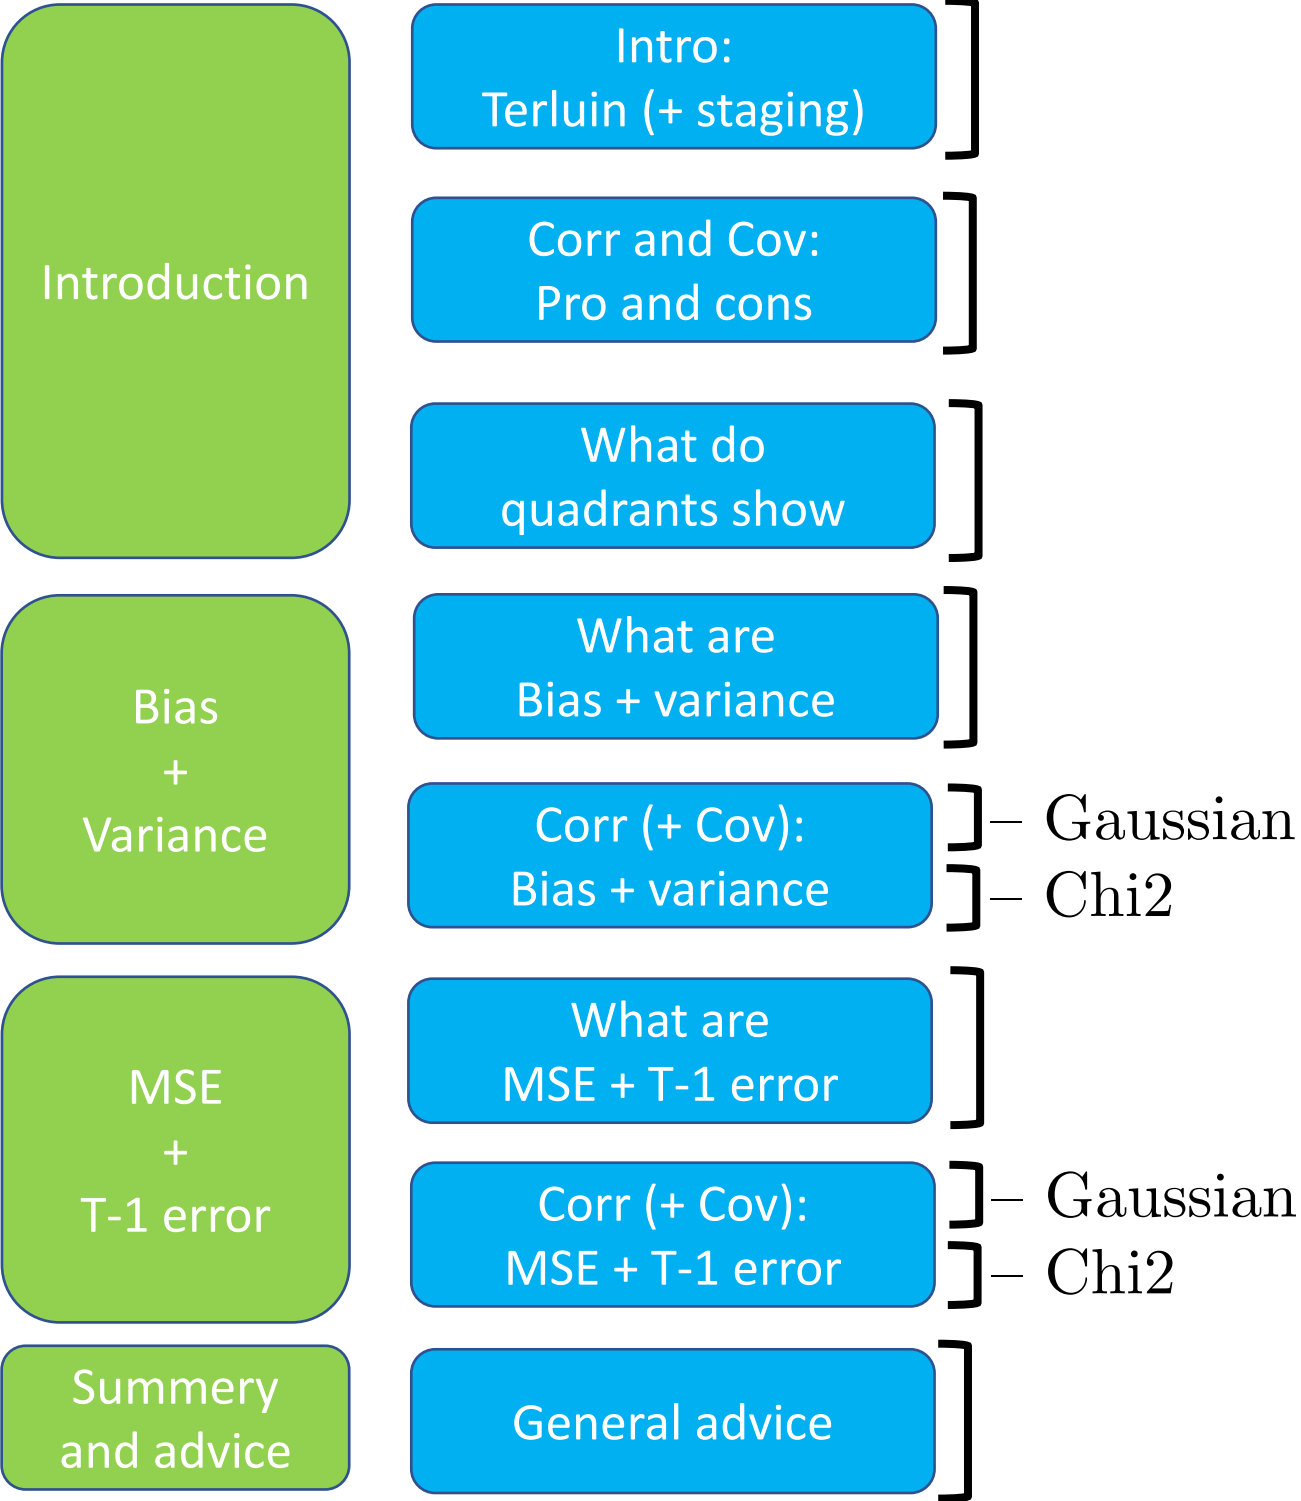 Introduction
Intro:
Terluin (+ staging)
Corr and Cov:
Pro and cons
What do
quadrants show
Bias
+
Variance
What are
Bias + variance
Corr (+ Cov):
Bias + variance
– Gaussian
– Chi2
MSE
+
T-1 error
What are
MSE + T-1 error
Corr (+ Cov):
MSE + T-1 error
– Gaussian
– Chi2
Summery
and advice
General advice